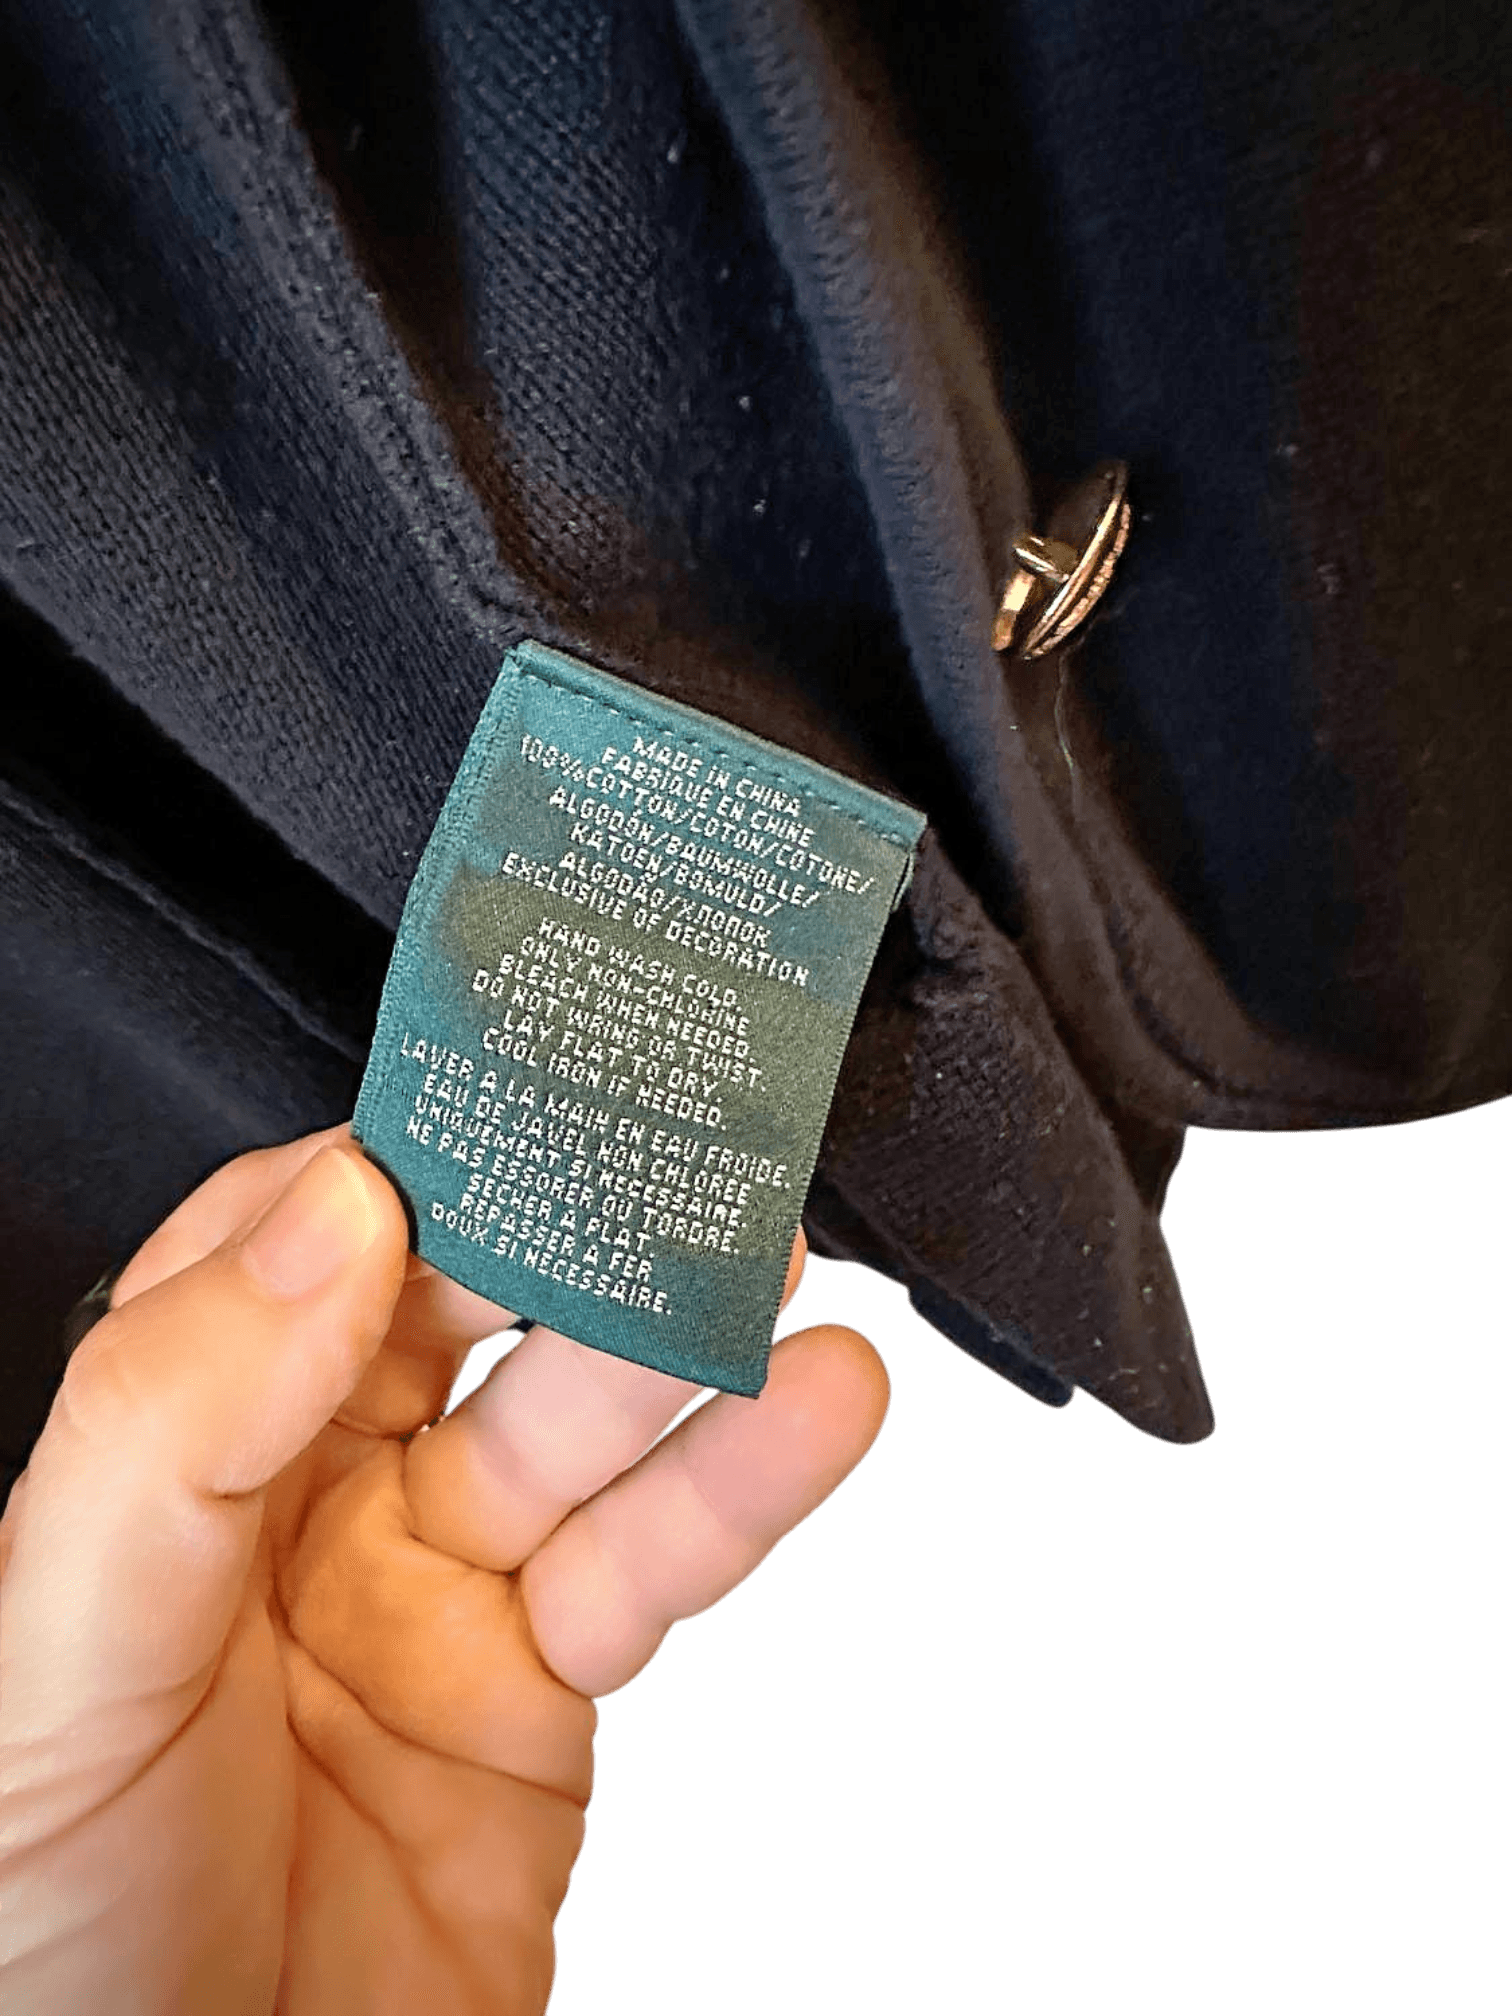 MADE IN CHINA
FABRIQUE EN CHINE
100%COTTON/COTON/COTONE/
ALGODÓN/BAUMWOLLE/
KATOEN/BOMULD/
ALGODÃO/ХЛОПОК
EXCLUSIVE OF DECORATION
HAND WASH COLD.
ONLY NON-CHLORINE
BLEACH WHEN NEEDED.
DO NOT WRING OR TWIST.
LAY FLAT TO DRY.
COOL IRON IF NEEDED.
LAVER A LA MAIN EN EAU FROIDE.
EAU DE JAVEL NON CHLOREE
UNIQUEMENT SI NECESSAIRE.
NE PAS ESSORER OU TORDRE.
SECHER A PLAT.
REPASSER A FER
DOUX SI NECESSAIRE.